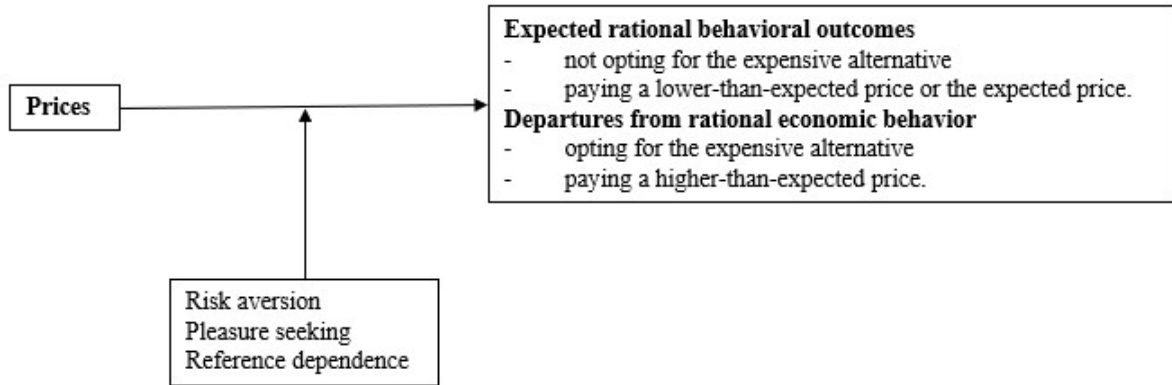 Expected rational behavioral outcomes
- not opting for the expensive alternative
- paying a lower-than-expected price or the expected price.
Departures from rational economic behavior
- opting for the expensive alternative
- paying a higher-than-expected price.
Prices
Risk aversion
Pleasure seeking
Reference dependence